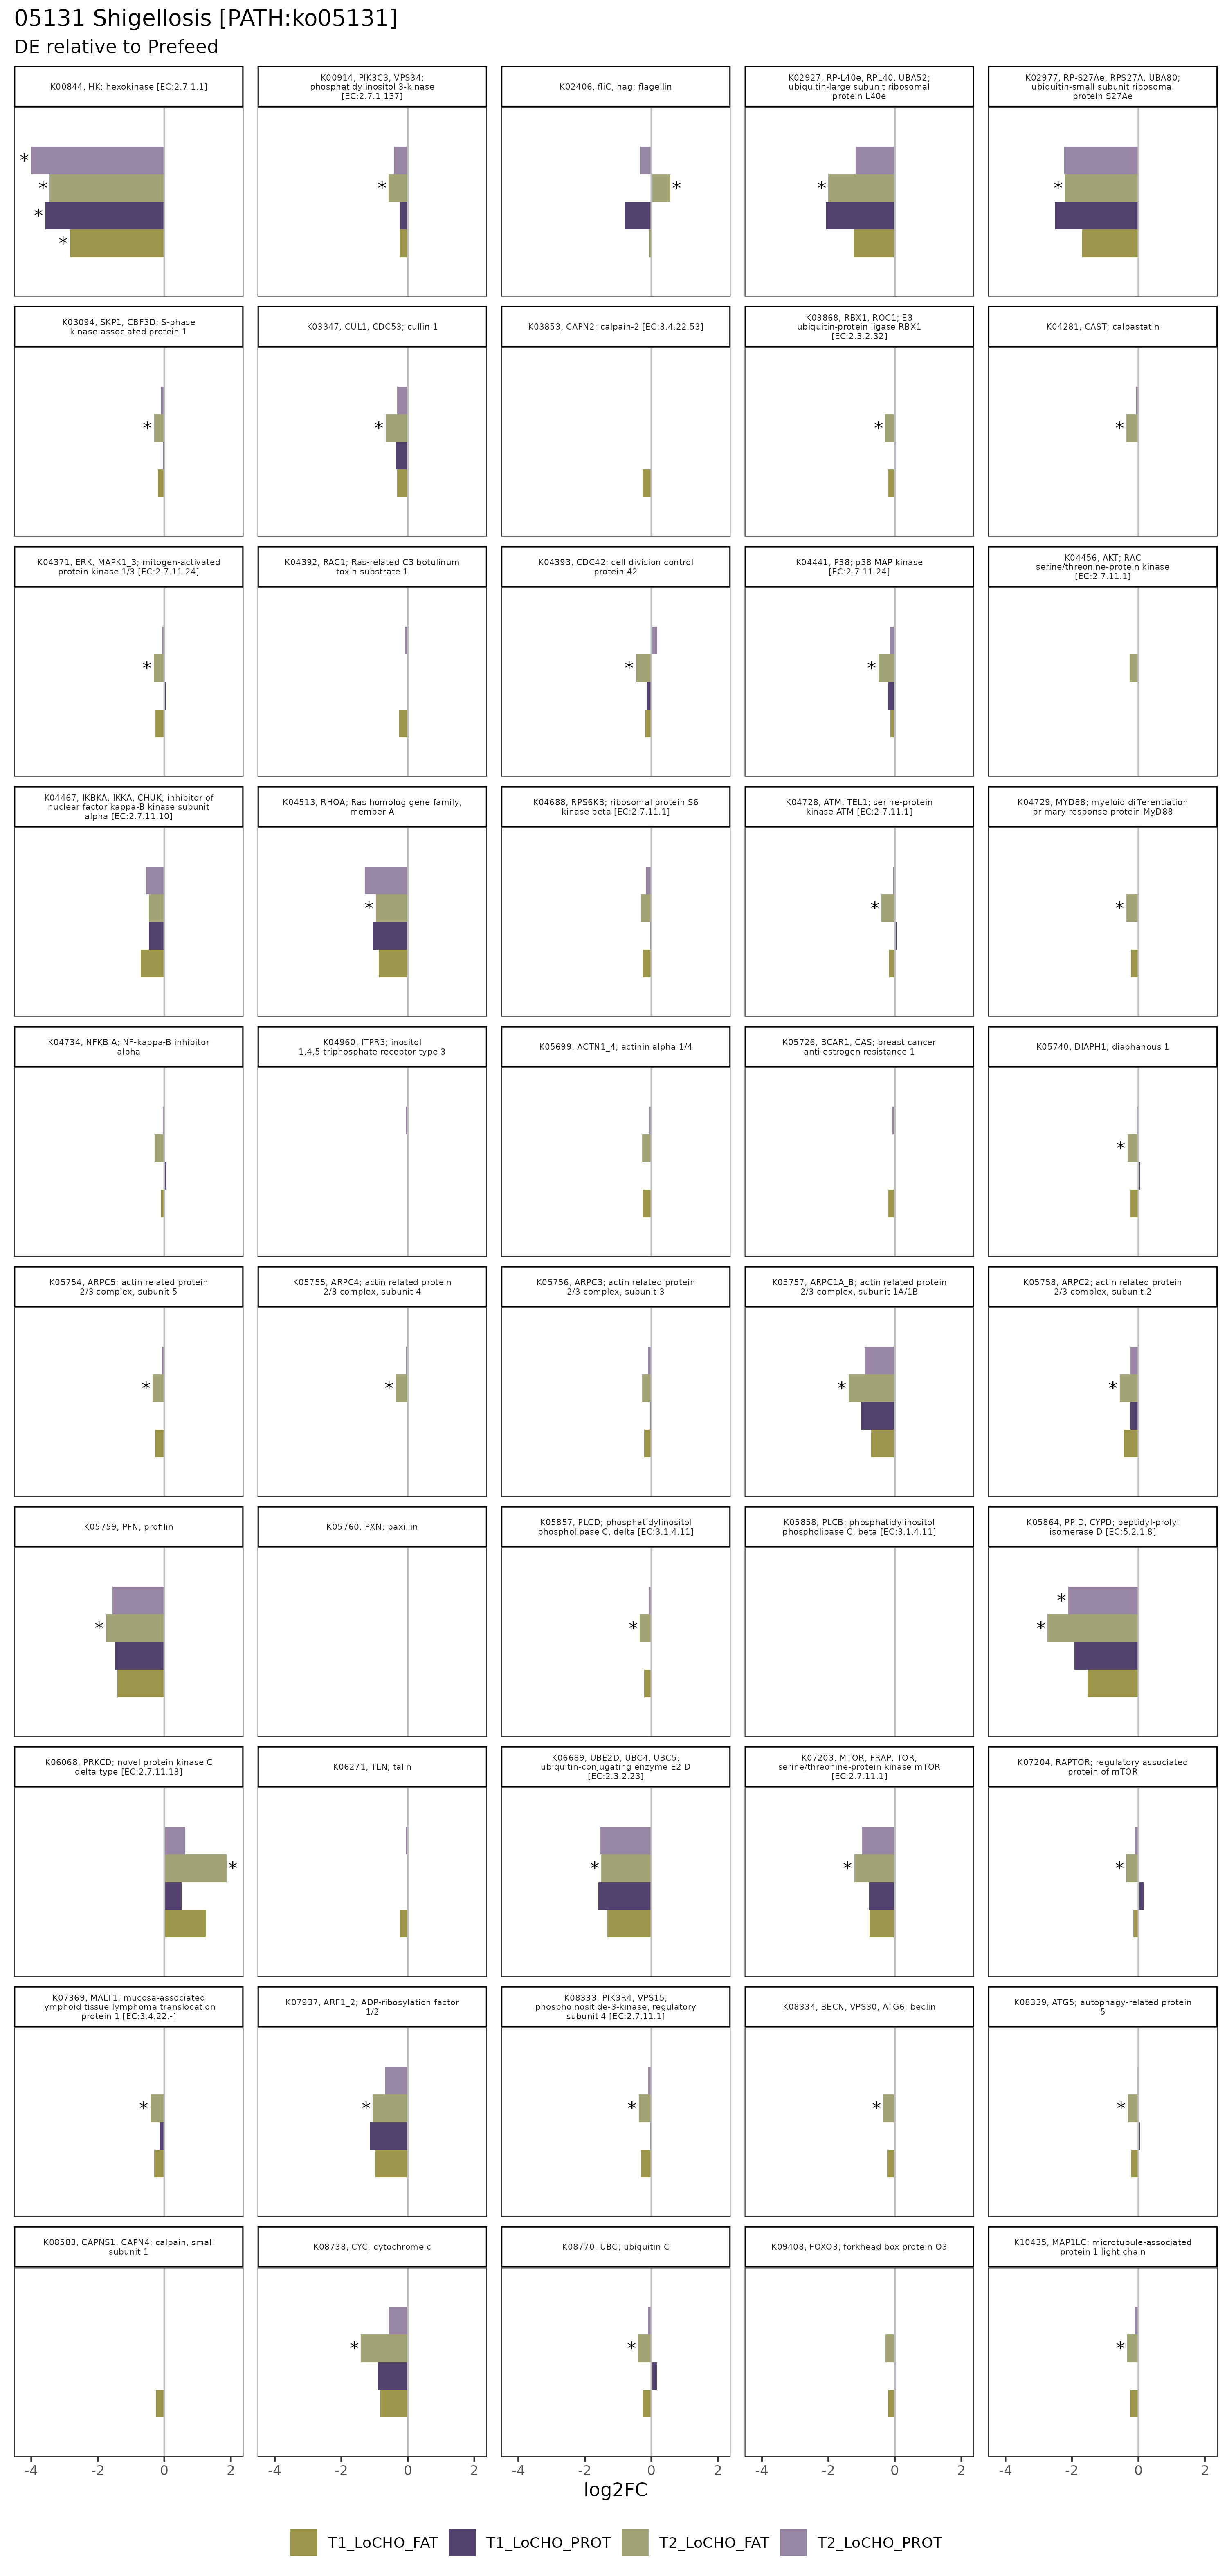 05131 Shigellosis [PATH:ko05131]
DE relative to Prefeed
K00844, HK; hexokinase [EC:2.7.1.1]
K00914, PIK3C3, VPS34;
phosphatidylinositol 3-kinase
[EC:2.7.1.137]
K02406, fliC, hag; flagellin
K02927, RP-L40e, RPL40, UBA52;
ubiquitin-large subunit ribosomal
protein L40e
K02977, RP-S27Ae, RPS27A, UBA80;
ubiquitin-small subunit ribosomal
protein S27Ae
*
*
*
*
*
*
*
*
K03094, SKP1, CBF3D; S-phase
kinase-associated protein 1
K03347, CUL1, CDC53; cullin 1
K03853, CAPN2; calpain-2 [EC:3.4.22.53]
K03868, RBX1, ROC1; E3
ubiquitin-protein ligase RBX1
[EC:2.3.2.32]
K04281, CAST; calpastatin
*
*
*
*
K04371, ERK, MAPK1_3; mitogen-activated
protein kinase 1/3 [EC:2.7.11.24]
K04392, RAC1; Ras-related C3 botulinum
toxin substrate 1
K04393, CDC42; cell division control
protein 42
K04441, P38; p38 MAP kinase
[EC:2.7.11.24]
K04456, AKT; RAC
serine/threonine-protein kinase
[EC:2.7.11.1]
*
*
*
K04467, IKBKA, IKKA, CHUK; inhibitor of
nuclear factor kappa-B kinase subunit
alpha [EC:2.7.11.10]
K04513, RHOA; Ras homolog gene family,
member A
K04688, RPS6KB; ribosomal protein S6
kinase beta [EC:2.7.11.1]
K04728, ATM, TEL1; serine-protein
kinase ATM [EC:2.7.11.1]
K04729, MYD88; myeloid differentiation
primary response protein MyD88
*
*
*
K04734, NFKBIA; NF-kappa-B inhibitor
alpha
K04960, ITPR3; inositol
1,4,5-triphosphate receptor type 3
K05699, ACTN1_4; actinin alpha 1/4
K05726, BCAR1, CAS; breast cancer
anti-estrogen resistance 1
K05740, DIAPH1; diaphanous 1
*
K05754, ARPC5; actin related protein
2/3 complex, subunit 5
K05755, ARPC4; actin related protein
2/3 complex, subunit 4
K05756, ARPC3; actin related protein
2/3 complex, subunit 3
K05757, ARPC1A_B; actin related protein
2/3 complex, subunit 1A/1B
K05758, ARPC2; actin related protein
2/3 complex, subunit 2
*
*
*
*
K05759, PFN; profilin
K05760, PXN; paxillin
K05857, PLCD; phosphatidylinositol
phospholipase C, delta [EC:3.1.4.11]
K05858, PLCB; phosphatidylinositol
phospholipase C, beta [EC:3.1.4.11]
K05864, PPID, CYPD; peptidyl-prolyl
isomerase D [EC:5.2.1.8]
*
*
*
*
K06068, PRKCD; novel protein kinase C
delta type [EC:2.7.11.13]
K06271, TLN; talin
K06689, UBE2D, UBC4, UBC5;
ubiquitin-conjugating enzyme E2 D
[EC:2.3.2.23]
K07203, MTOR, FRAP, TOR;
serine/threonine-protein kinase mTOR
[EC:2.7.11.1]
K07204, RAPTOR; regulatory associated
protein of mTOR
*
*
*
*
K07369, MALT1; mucosa-associated
lymphoid tissue lymphoma translocation
protein 1 [EC:3.4.22.-]
K07937, ARF1_2; ADP-ribosylation factor
1/2
K08333, PIK3R4, VPS15;
phosphoinositide-3-kinase, regulatory
subunit 4 [EC:2.7.11.1]
K08334, BECN, VPS30, ATG6; beclin
K08339, ATG5; autophagy-related protein
5
*
*
*
*
*
K08583, CAPNS1, CAPN4; calpain, small
subunit 1
K08738, CYC; cytochrome c
K08770, UBC; ubiquitin C
K09408, FOXO3; forkhead box protein O3
K10435, MAP1LC; microtubule-associated
protein 1 light chain
*
*
*
-4 -2 0 2
-4 -2 0 2
-4 -2 0 2
-4 -2 0 2
-4 -2 0 2
log2FC
T1_LoCHO_FAT T1_LoCHO_PROT T2_LoCHO_FAT T2_LoCHO_PROT